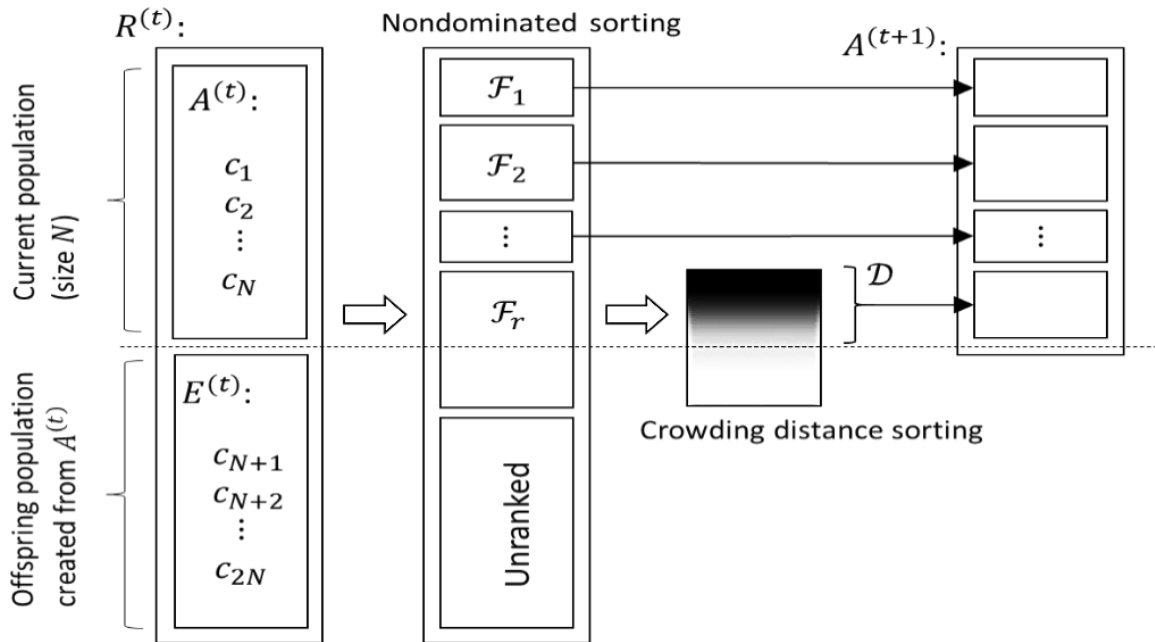 R^(t):
Nondominated sorting
A^(t+1):
Current population
(size N)
A^(t):
c_1
c_2
⋮
c_N
ℱ_1
ℱ_2
⋮
ℱ_r
𝒟
⋮
Offspring population
created from A^(t)
E^(t):
c_{N+1}
c_{N+2}
⋮
c_{2N}
Unranked
Crowding distance sorting